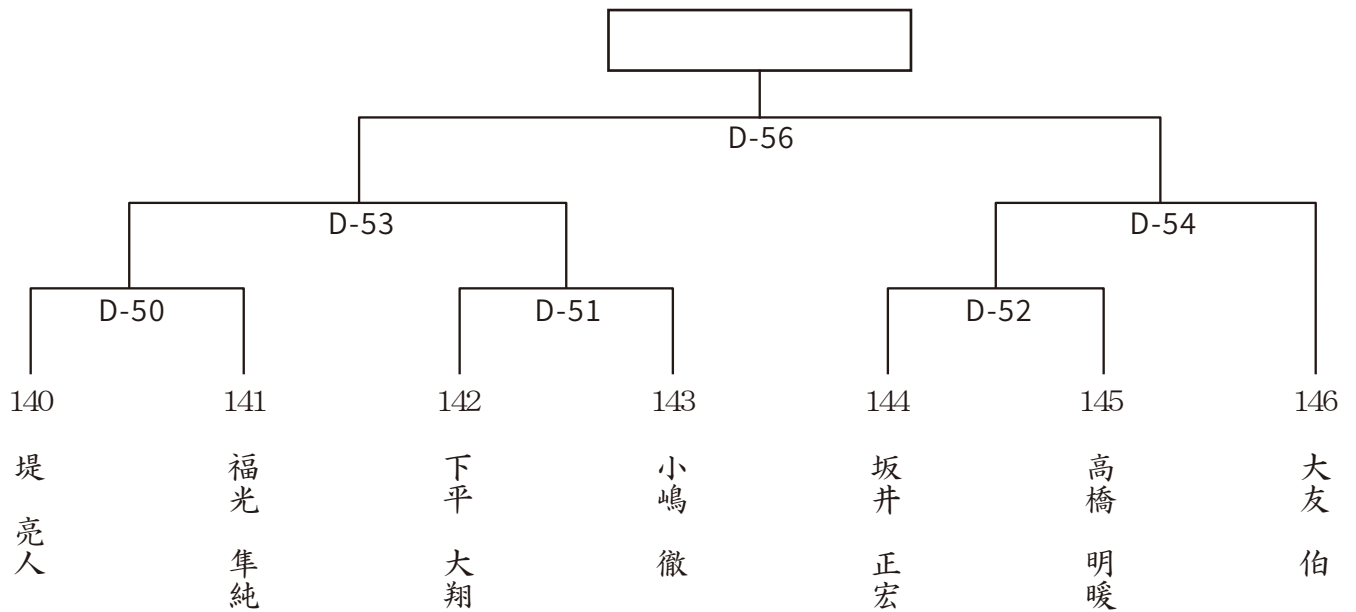 D-56
D-53
D-54
D-50
D-51
D-52
140
141
142
143
144
145
146
堤 亮人
福光 隼純
下平 大翔
小嶋 徹
坂井 正宏
高橋 明暖
大友 伯